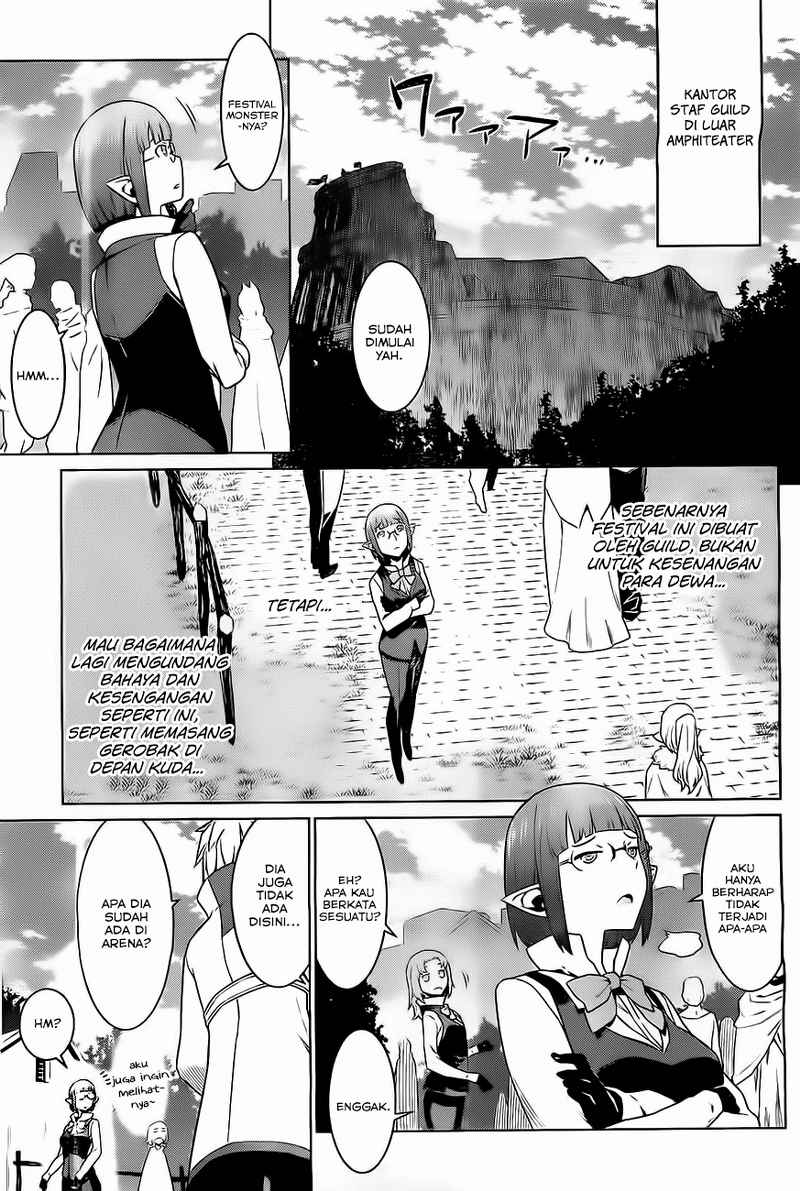 KANTOR
STAF GUILD
DI LUAR
AMPHITEATER
ワァァァァ…
SUDAH
DIMULAI
YAH.
FESTIVAL
MONSTER
-NYA?
HMM...
SEBENARNYA
FESTIVAL INI DIBUAT
OLEH GUILD, BUKAN
UNTUK KESENANGAN
PARA DEWA...
TETAPI...
MAU BAGAIMANA
LAGI MENGUNDANG
BAHAYA DAN
KESENGANGAN
SEPERTI INI,
SEPERTI MEMASANG
GEROBAK DI
DEPAN KUDA...
AKU
HANYA
BERHARAP
TIDAK
TERJADI
APA-APA
EH?
APA KAU
BERKATA
SESUATU?
ENGGAK.
DIA
JUGA
TIDAK
ADA
DISINI...
APA DIA
SUDAH
ADA DI
ARENA?
HM?
aku
juga ingin
melihat-
nya~